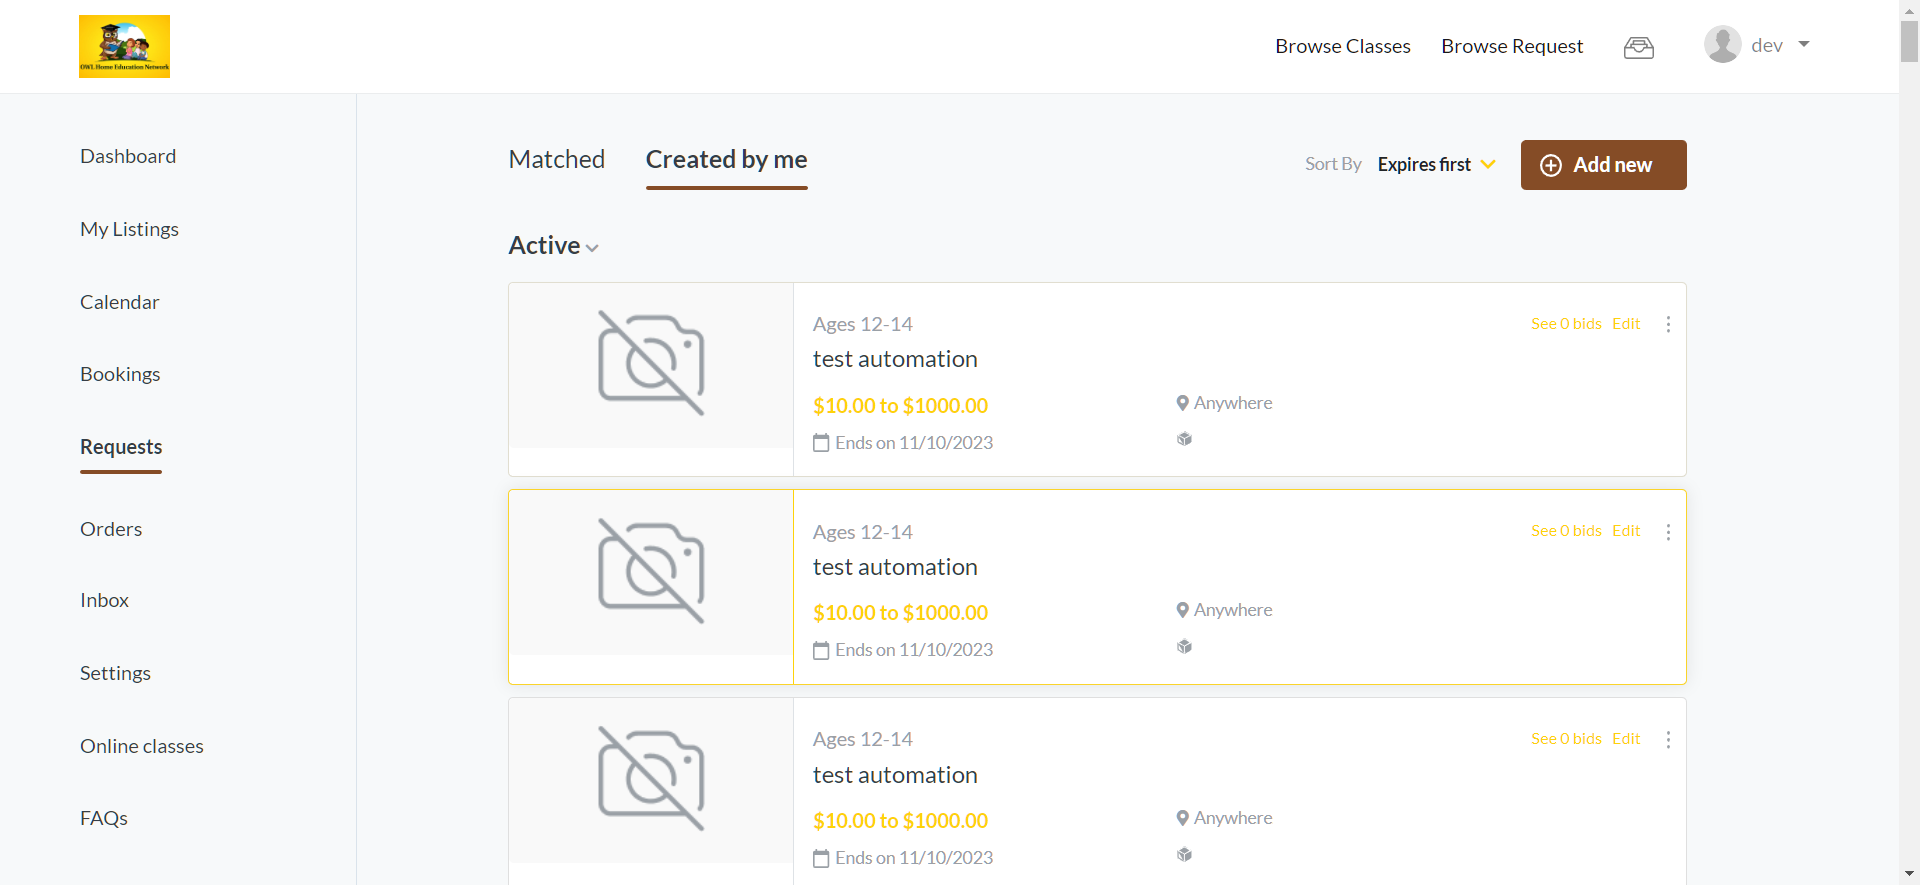 OWL Home Education Network
Browse Classes
Browse Request
dev
Dashboard
My Listings
Calendar
Bookings
Requests
Orders
Inbox
Settings
Online classes
FAQs
Matched
Created by me
Sort By Expires first
Add new
Active
Ages 12-14
See 0 bids Edit
test automation
$10.00 to $1000.00
Anywhere
Ends on 11/10/2023
Ages 12-14
See 0 bids Edit
test automation
$10.00 to $1000.00
Anywhere
Ends on 11/10/2023
Ages 12-14
See 0 bids Edit
test automation
$10.00 to $1000.00
Anywhere
Ends on 11/10/2023